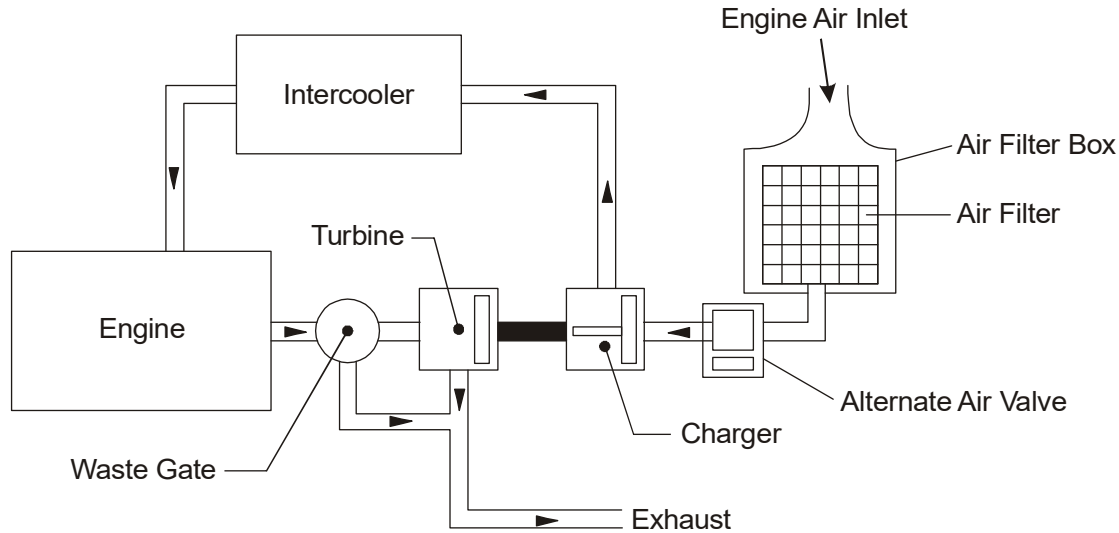 Engine Air Inlet
Intercooler
Air Filter Box
Air Filter
Turbine
Engine
Alternate Air Valve
Charger
Waste Gate
Exhaust